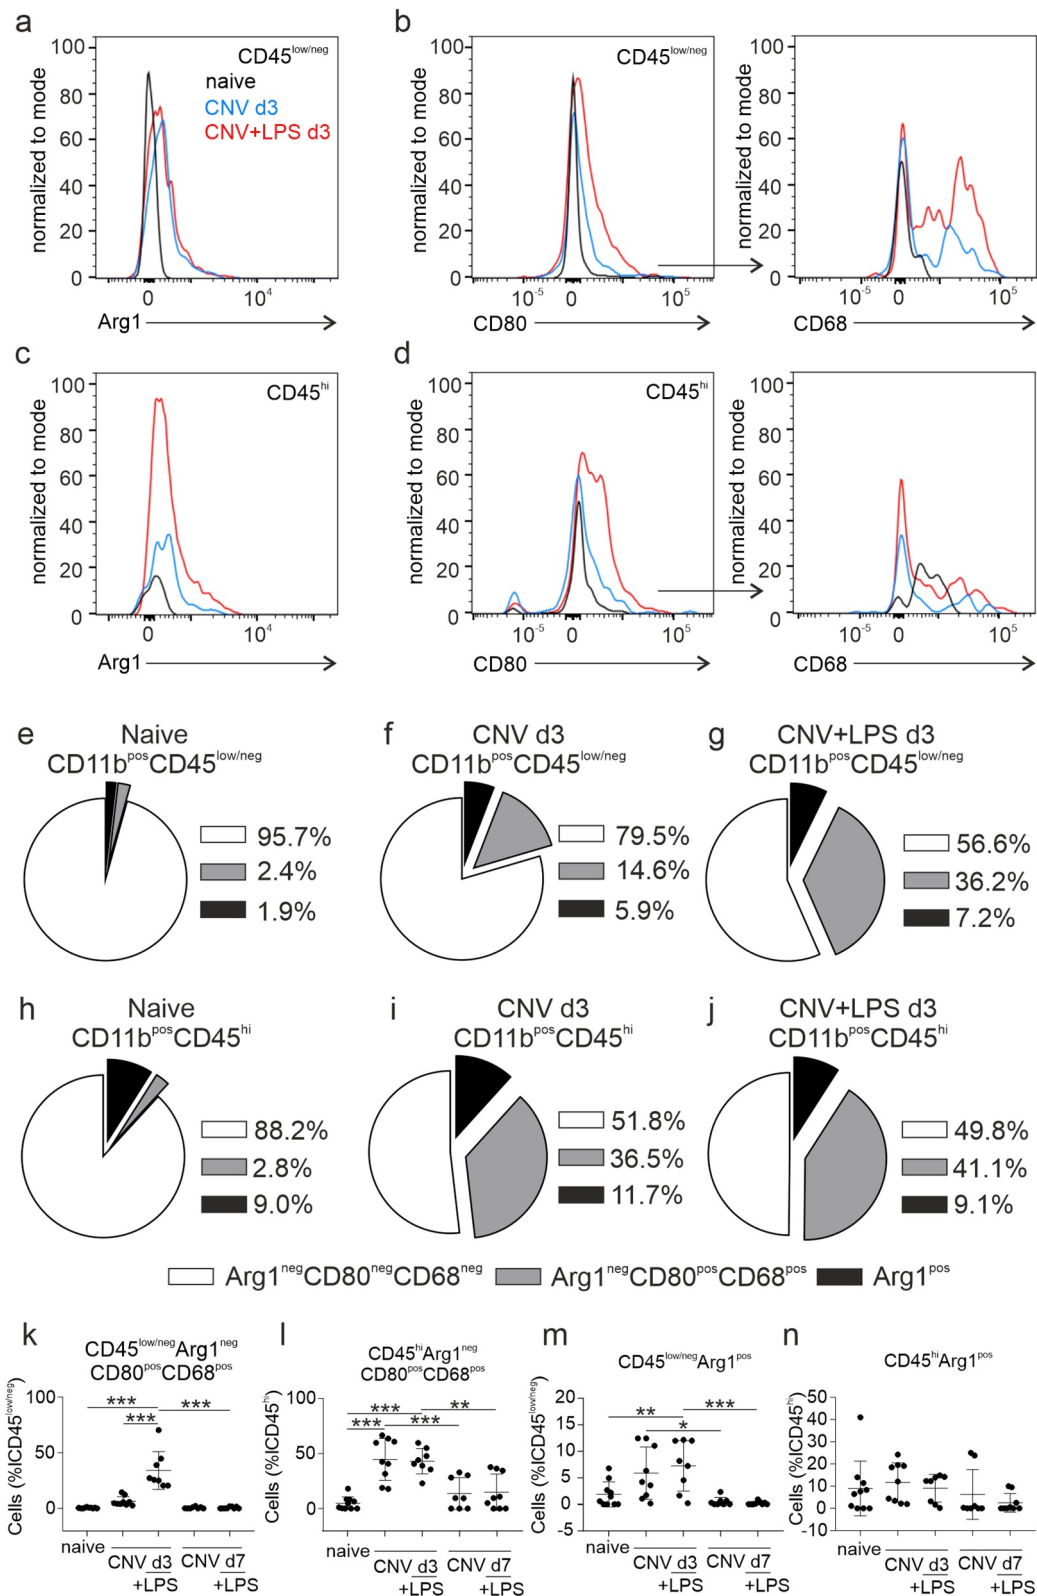 a
100
80
60
40
20
0
normalized to mode
CD45low/neg
naive
CNV d3
CNV+LPS d3
0
10^4
Arg1
b
100
80
60
40
20
0
normalized to mode
CD45low/neg
10^-5
0
10^5
CD80
100
80
60
40
20
0
normalized to mode
10^-5
0
10^5
CD68
c
100
80
60
40
20
0
normalized to mode
CD45hi
0
10^4
Arg1
d
100
80
60
40
20
0
normalized to mode
CD45hi
10^-5
0
10^5
CD80
100
80
60
40
20
0
normalized to mode
10^-5
0
10^5
CD68
e
Naive
CD11bposCD45low/neg
95.7%
2.4%
1.9%
f
CNV d3
CD11bposCD45low/neg
79.5%
14.6%
5.9%
g
CNV+LPS d3
CD11bposCD45low/neg
56.6%
36.2%
7.2%
h
Naive
CD11bposCD45hi
88.2%
2.8%
9.0%
i
CNV d3
CD11bposCD45hi
51.8%
36.5%
11.7%
j
CNV+LPS d3
CD11bposCD45hi
49.8%
41.1%
9.1%
Arg1negCD80negCD68neg Arg1negCD80posCD68pos Arg1pos
k
CD45low/negArg1neg
CD80posCD68pos
Cells (%ICD45low/neg)
100
50
0
*** ***
***
naive
CNV d3 CNV d7
+LPS +LPS
l
CD45hiArg1neg
CD80posCD68pos
Cells (%ICD45hi)
100
50
0
*** **
*** ***
naive
CNV d3 CNV d7
+LPS +LPS
m
CD45low/negArg1pos
Cells (%ICD45low/neg)
20
15
10
5
0
-5
** ***
*
naive
CNV d3 CNV d7
+LPS +LPS
n
CD45hiArg1pos
Cells (%ICD45hi)
50
40
30
20
10
0
-10
naive
CNV d3 CNV d7
+LPS +LPS